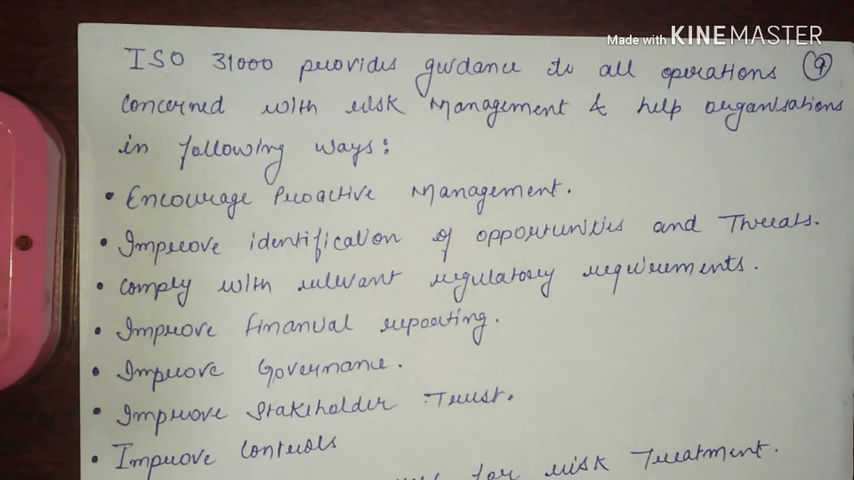 Made with KINEMASTER
ISO 31000 provides guidance to all operations 9
concerned with risk Management & help organisations
in following ways:
• Encourage Proactive Management.
• Improve identification of opportunities and Threats.
• Comply with relevant regulatory requirements.
• Improve financial reporting.
• Improve Governance.
• Improve Stakeholder Trust.
• Improve Controls
for risk Treatment.